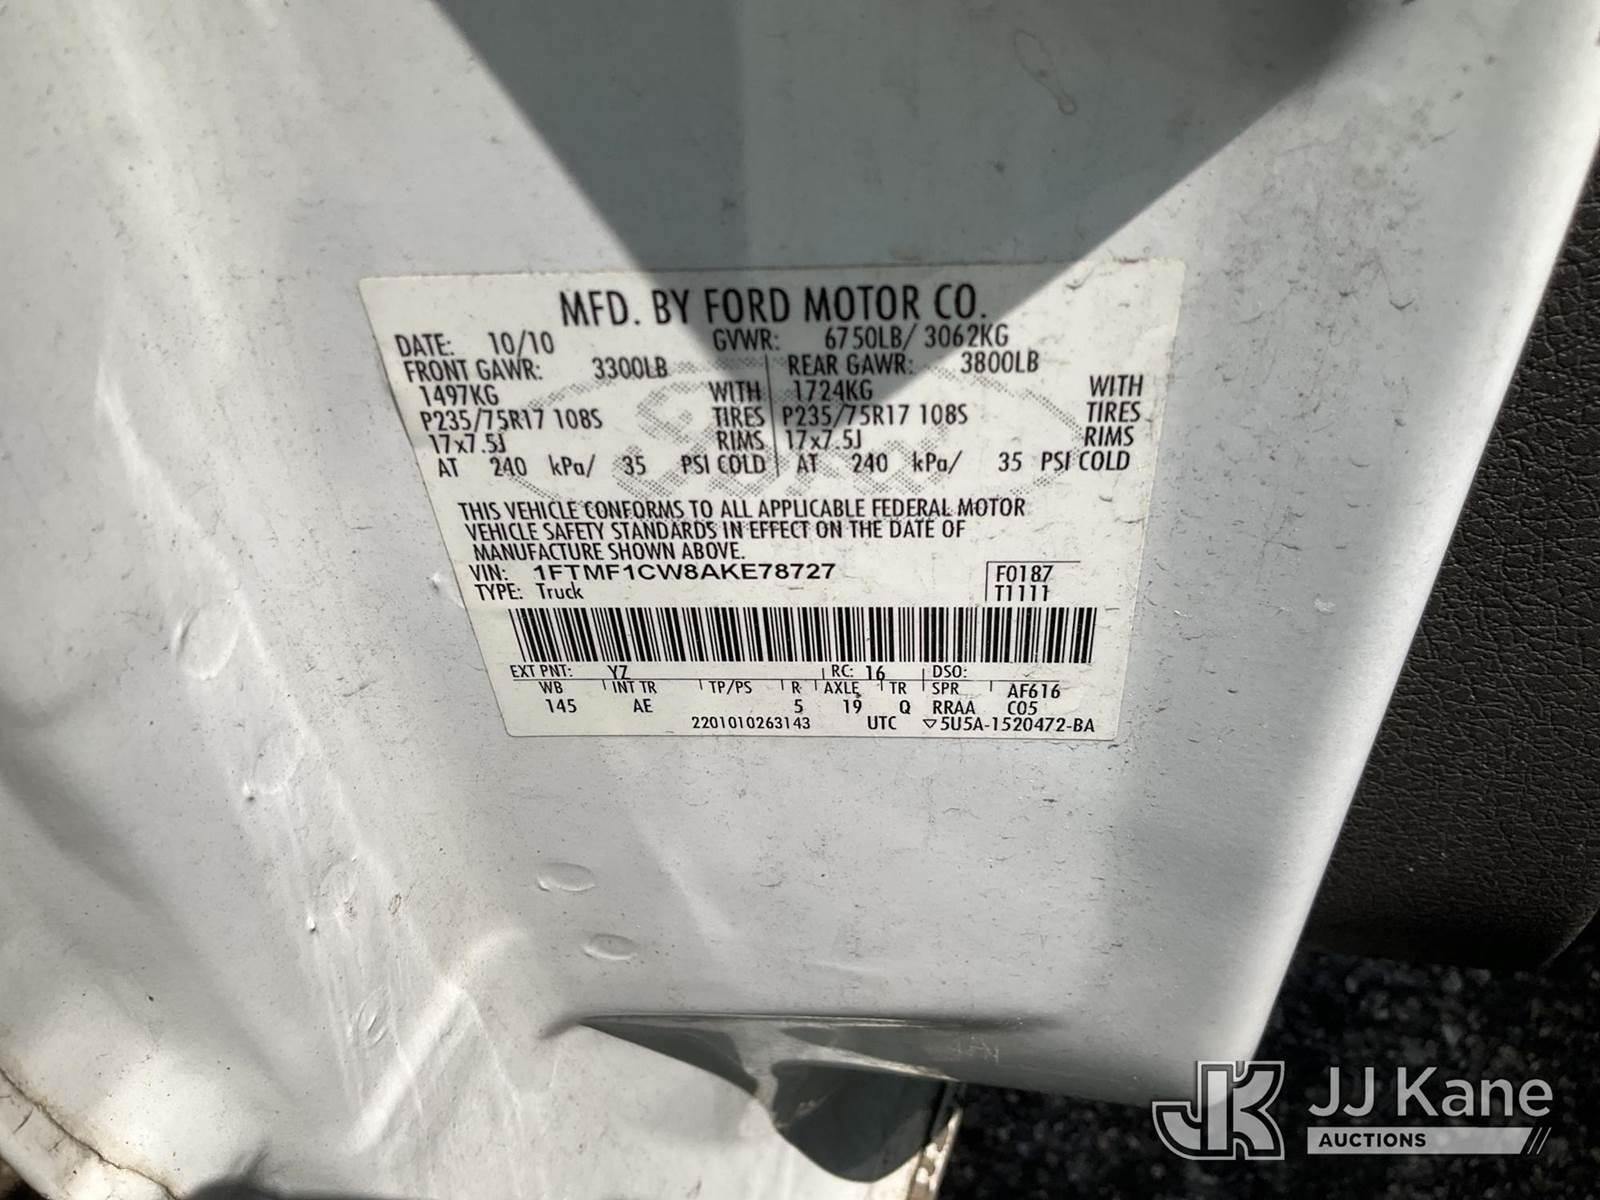 MFD. BY FORD MOTOR CO.
DATE: 10/10 GVWR: 6750LB/ 3062KG
FRONT GAWR: 3300LB REAR GAWR: 3800LB
1497KG WITH 1724KG WITH
P235/75R17 108S TIRES P235/75R17 108S TIRES
17x7.5J RIMS 17x7.5J RIMS
AT 240 kPa/ 35 PSI COLD AT 240 kPa/ 35 PSI COLD
THIS VEHICLE CONFORMS TO ALL APPLICABLE FEDERAL MOTOR
VEHICLE SAFETY STANDARDS IN EFFECT ON THE DATE OF
MANUFACTURE SHOWN ABOVE.
VIN: 1FTMF1CW8AKE78727 F0187
TYPE: Truck T1111
EXT PNT: YZ RC: 16 DSO:
WB INT TR TP/PS R AXLE TR SPR AF616
145 AE 5 19 Q RRAA C05
2201010263143 UTC ▽5U5A-1520472-BA
JK JJ Kane
AUCTIONS